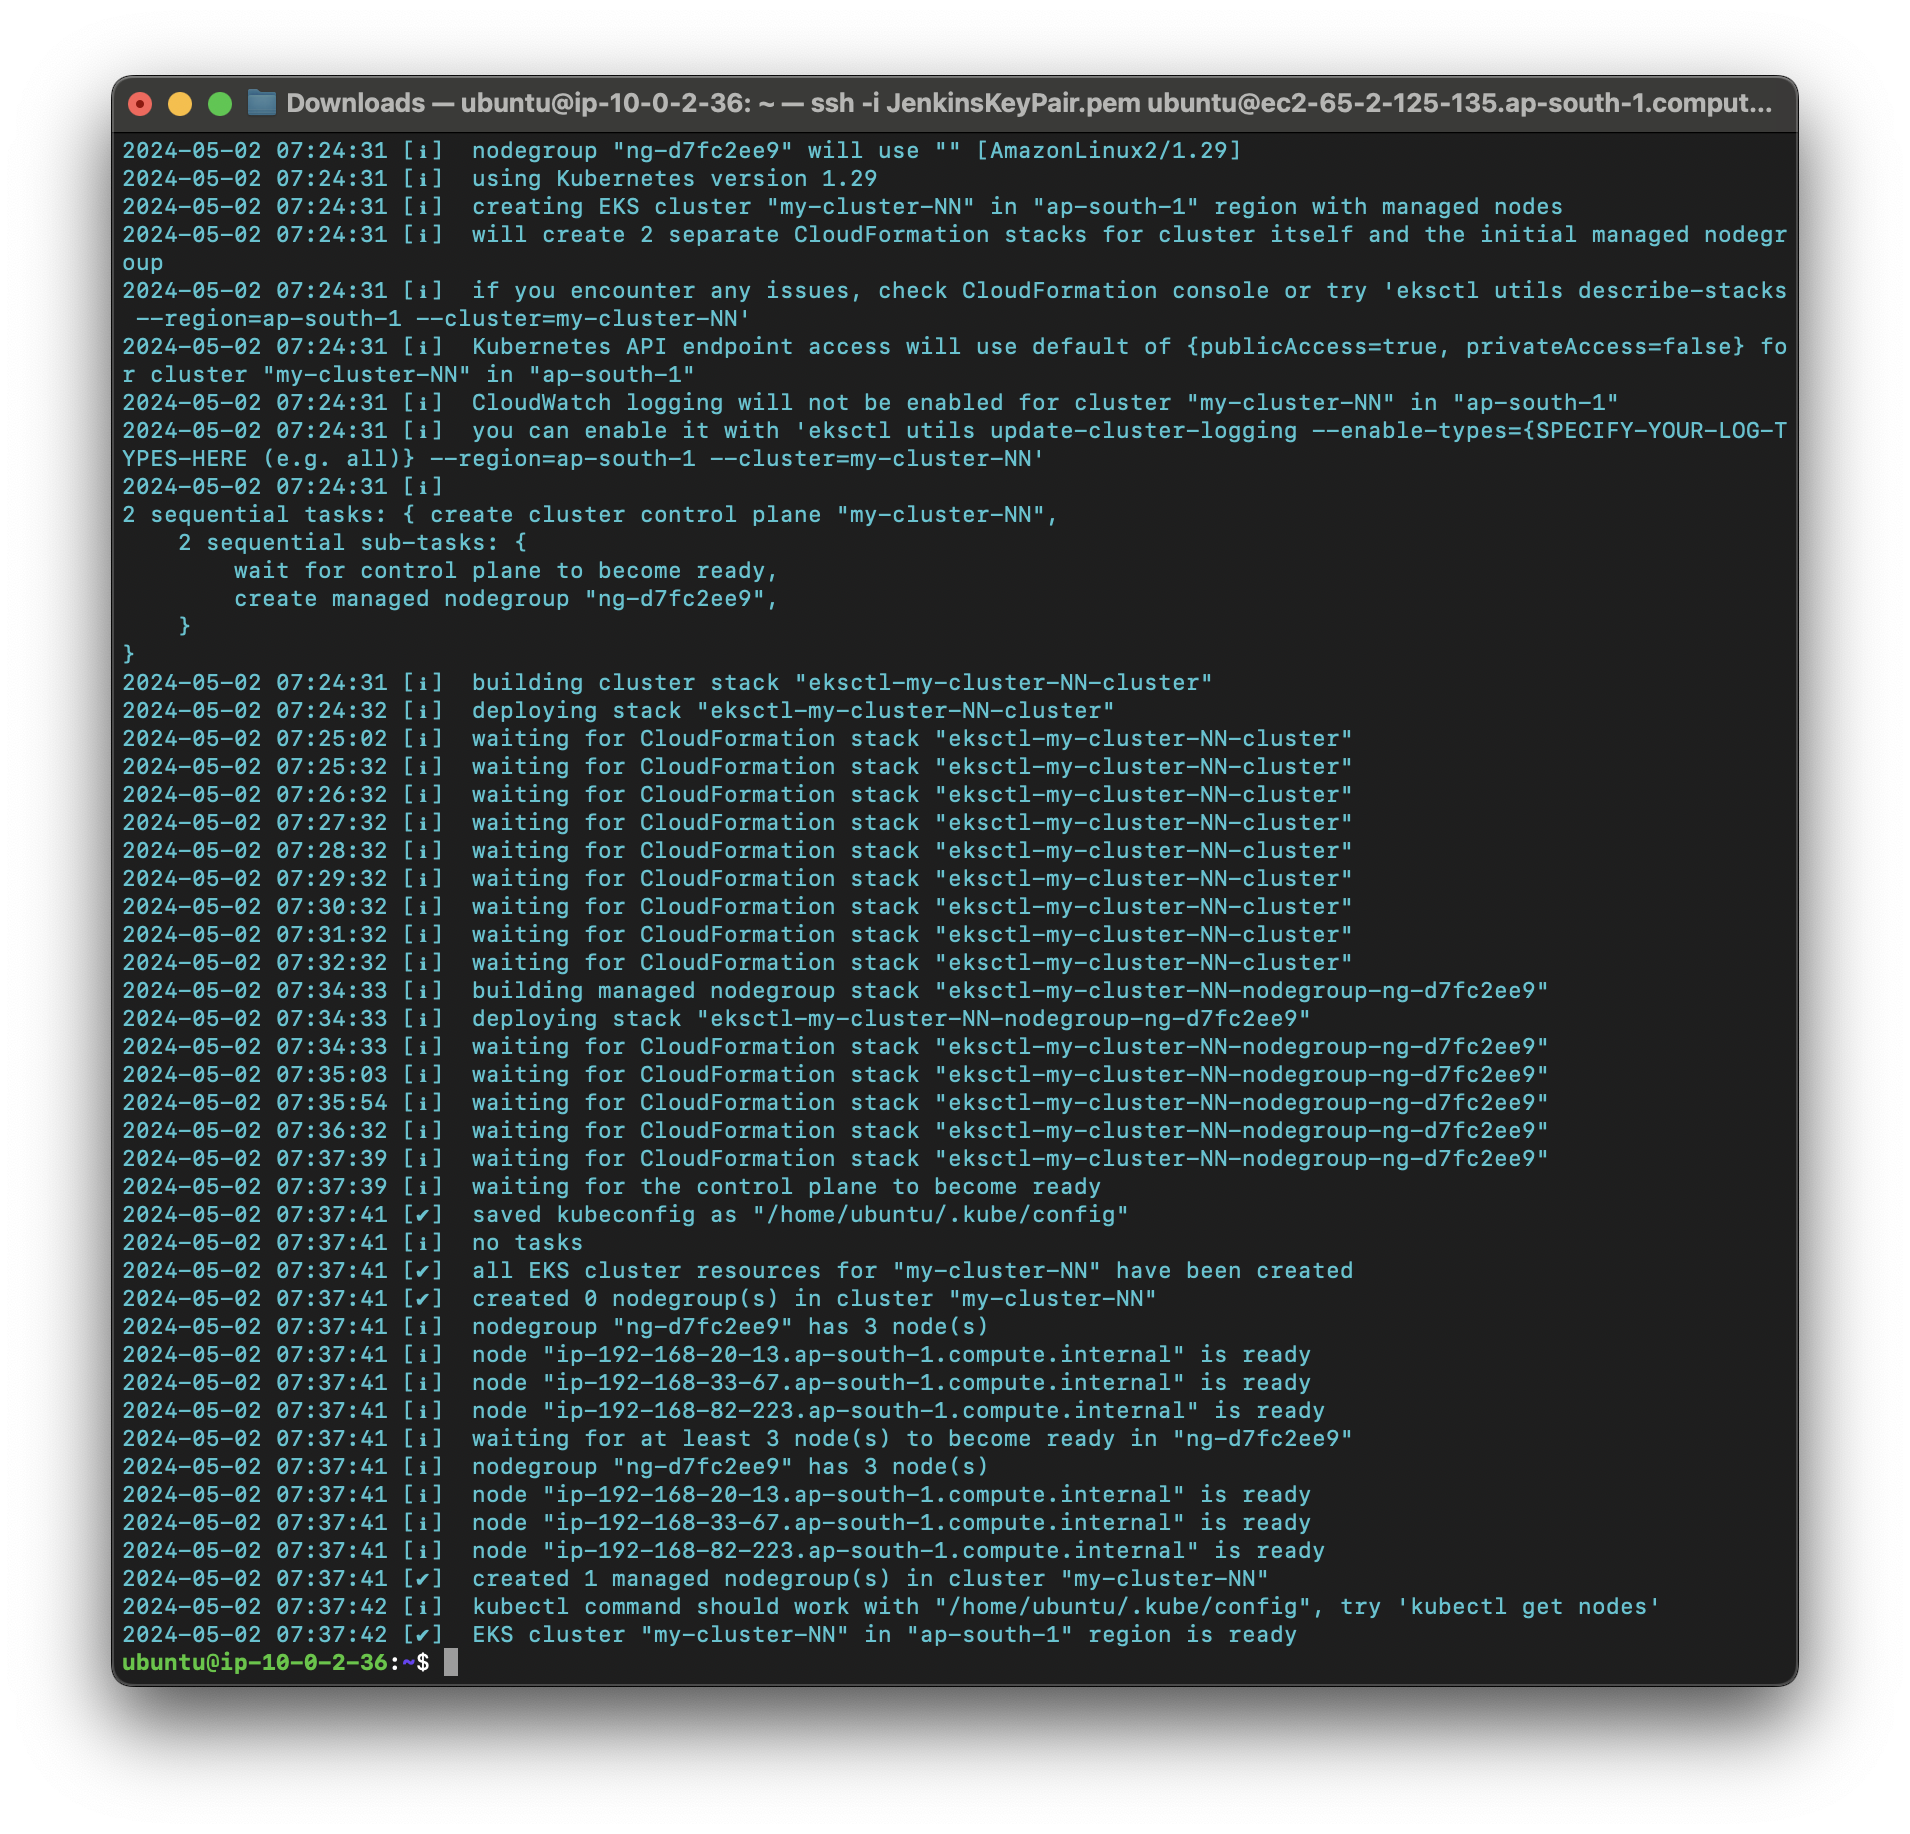 Downloads — ubuntu@ip-10-0-2-36: ~ — ssh -i JenkinsKeyPair.pem ubuntu@ec2-65-2-125-135.ap-south-1.comput...
2024-05-02 07:24:31 [ℹ]  nodegroup "ng-d7fc2ee9" will use "" [AmazonLinux2/1.29]
2024-05-02 07:24:31 [ℹ]  using Kubernetes version 1.29
2024-05-02 07:24:31 [ℹ]  creating EKS cluster "my-cluster-NN" in "ap-south-1" region with managed nodes
2024-05-02 07:24:31 [ℹ]  will create 2 separate CloudFormation stacks for cluster itself and the initial managed nodegr
oup
2024-05-02 07:24:31 [ℹ]  if you encounter any issues, check CloudFormation console or try 'eksctl utils describe-stacks
 --region=ap-south-1 --cluster=my-cluster-NN'
2024-05-02 07:24:31 [ℹ]  Kubernetes API endpoint access will use default of {publicAccess=true, privateAccess=false} fo
r cluster "my-cluster-NN" in "ap-south-1"
2024-05-02 07:24:31 [ℹ]  CloudWatch logging will not be enabled for cluster "my-cluster-NN" in "ap-south-1"
2024-05-02 07:24:31 [ℹ]  you can enable it with 'eksctl utils update-cluster-logging --enable-types={SPECIFY-YOUR-LOG-T
YPES-HERE (e.g. all)} --region=ap-south-1 --cluster=my-cluster-NN'
2024-05-02 07:24:31 [ℹ]
2 sequential tasks: { create cluster control plane "my-cluster-NN",
    2 sequential sub-tasks: {
        wait for control plane to become ready,
        create managed nodegroup "ng-d7fc2ee9",
    }
}
2024-05-02 07:24:31 [ℹ]  building cluster stack "eksctl-my-cluster-NN-cluster"
2024-05-02 07:24:32 [ℹ]  deploying stack "eksctl-my-cluster-NN-cluster"
2024-05-02 07:25:02 [ℹ]  waiting for CloudFormation stack "eksctl-my-cluster-NN-cluster"
2024-05-02 07:25:32 [ℹ]  waiting for CloudFormation stack "eksctl-my-cluster-NN-cluster"
2024-05-02 07:26:32 [ℹ]  waiting for CloudFormation stack "eksctl-my-cluster-NN-cluster"
2024-05-02 07:27:32 [ℹ]  waiting for CloudFormation stack "eksctl-my-cluster-NN-cluster"
2024-05-02 07:28:32 [ℹ]  waiting for CloudFormation stack "eksctl-my-cluster-NN-cluster"
2024-05-02 07:29:32 [ℹ]  waiting for CloudFormation stack "eksctl-my-cluster-NN-cluster"
2024-05-02 07:30:32 [ℹ]  waiting for CloudFormation stack "eksctl-my-cluster-NN-cluster"
2024-05-02 07:31:32 [ℹ]  waiting for CloudFormation stack "eksctl-my-cluster-NN-cluster"
2024-05-02 07:32:32 [ℹ]  waiting for CloudFormation stack "eksctl-my-cluster-NN-cluster"
2024-05-02 07:34:33 [ℹ]  building managed nodegroup stack "eksctl-my-cluster-NN-nodegroup-ng-d7fc2ee9"
2024-05-02 07:34:33 [ℹ]  deploying stack "eksctl-my-cluster-NN-nodegroup-ng-d7fc2ee9"
2024-05-02 07:34:33 [ℹ]  waiting for CloudFormation stack "eksctl-my-cluster-NN-nodegroup-ng-d7fc2ee9"
2024-05-02 07:35:03 [ℹ]  waiting for CloudFormation stack "eksctl-my-cluster-NN-nodegroup-ng-d7fc2ee9"
2024-05-02 07:35:54 [ℹ]  waiting for CloudFormation stack "eksctl-my-cluster-NN-nodegroup-ng-d7fc2ee9"
2024-05-02 07:36:32 [ℹ]  waiting for CloudFormation stack "eksctl-my-cluster-NN-nodegroup-ng-d7fc2ee9"
2024-05-02 07:37:39 [ℹ]  waiting for CloudFormation stack "eksctl-my-cluster-NN-nodegroup-ng-d7fc2ee9"
2024-05-02 07:37:39 [ℹ]  waiting for the control plane to become ready
2024-05-02 07:37:41 [✔]  saved kubeconfig as "/home/ubuntu/.kube/config"
2024-05-02 07:37:41 [ℹ]  no tasks
2024-05-02 07:37:41 [✔]  all EKS cluster resources for "my-cluster-NN" have been created
2024-05-02 07:37:41 [✔]  created 0 nodegroup(s) in cluster "my-cluster-NN"
2024-05-02 07:37:41 [ℹ]  nodegroup "ng-d7fc2ee9" has 3 node(s)
2024-05-02 07:37:41 [ℹ]  node "ip-192-168-20-13.ap-south-1.compute.internal" is ready
2024-05-02 07:37:41 [ℹ]  node "ip-192-168-33-67.ap-south-1.compute.internal" is ready
2024-05-02 07:37:41 [ℹ]  node "ip-192-168-82-223.ap-south-1.compute.internal" is ready
2024-05-02 07:37:41 [ℹ]  waiting for at least 3 node(s) to become ready in "ng-d7fc2ee9"
2024-05-02 07:37:41 [ℹ]  nodegroup "ng-d7fc2ee9" has 3 node(s)
2024-05-02 07:37:41 [ℹ]  node "ip-192-168-20-13.ap-south-1.compute.internal" is ready
2024-05-02 07:37:41 [ℹ]  node "ip-192-168-33-67.ap-south-1.compute.internal" is ready
2024-05-02 07:37:41 [ℹ]  node "ip-192-168-82-223.ap-south-1.compute.internal" is ready
2024-05-02 07:37:41 [✔]  created 1 managed nodegroup(s) in cluster "my-cluster-NN"
2024-05-02 07:37:42 [ℹ]  kubectl command should work with "/home/ubuntu/.kube/config", try 'kubectl get nodes'
2024-05-02 07:37:42 [✔]  EKS cluster "my-cluster-NN" in "ap-south-1" region is ready
ubuntu@ip-10-0-2-36:~$